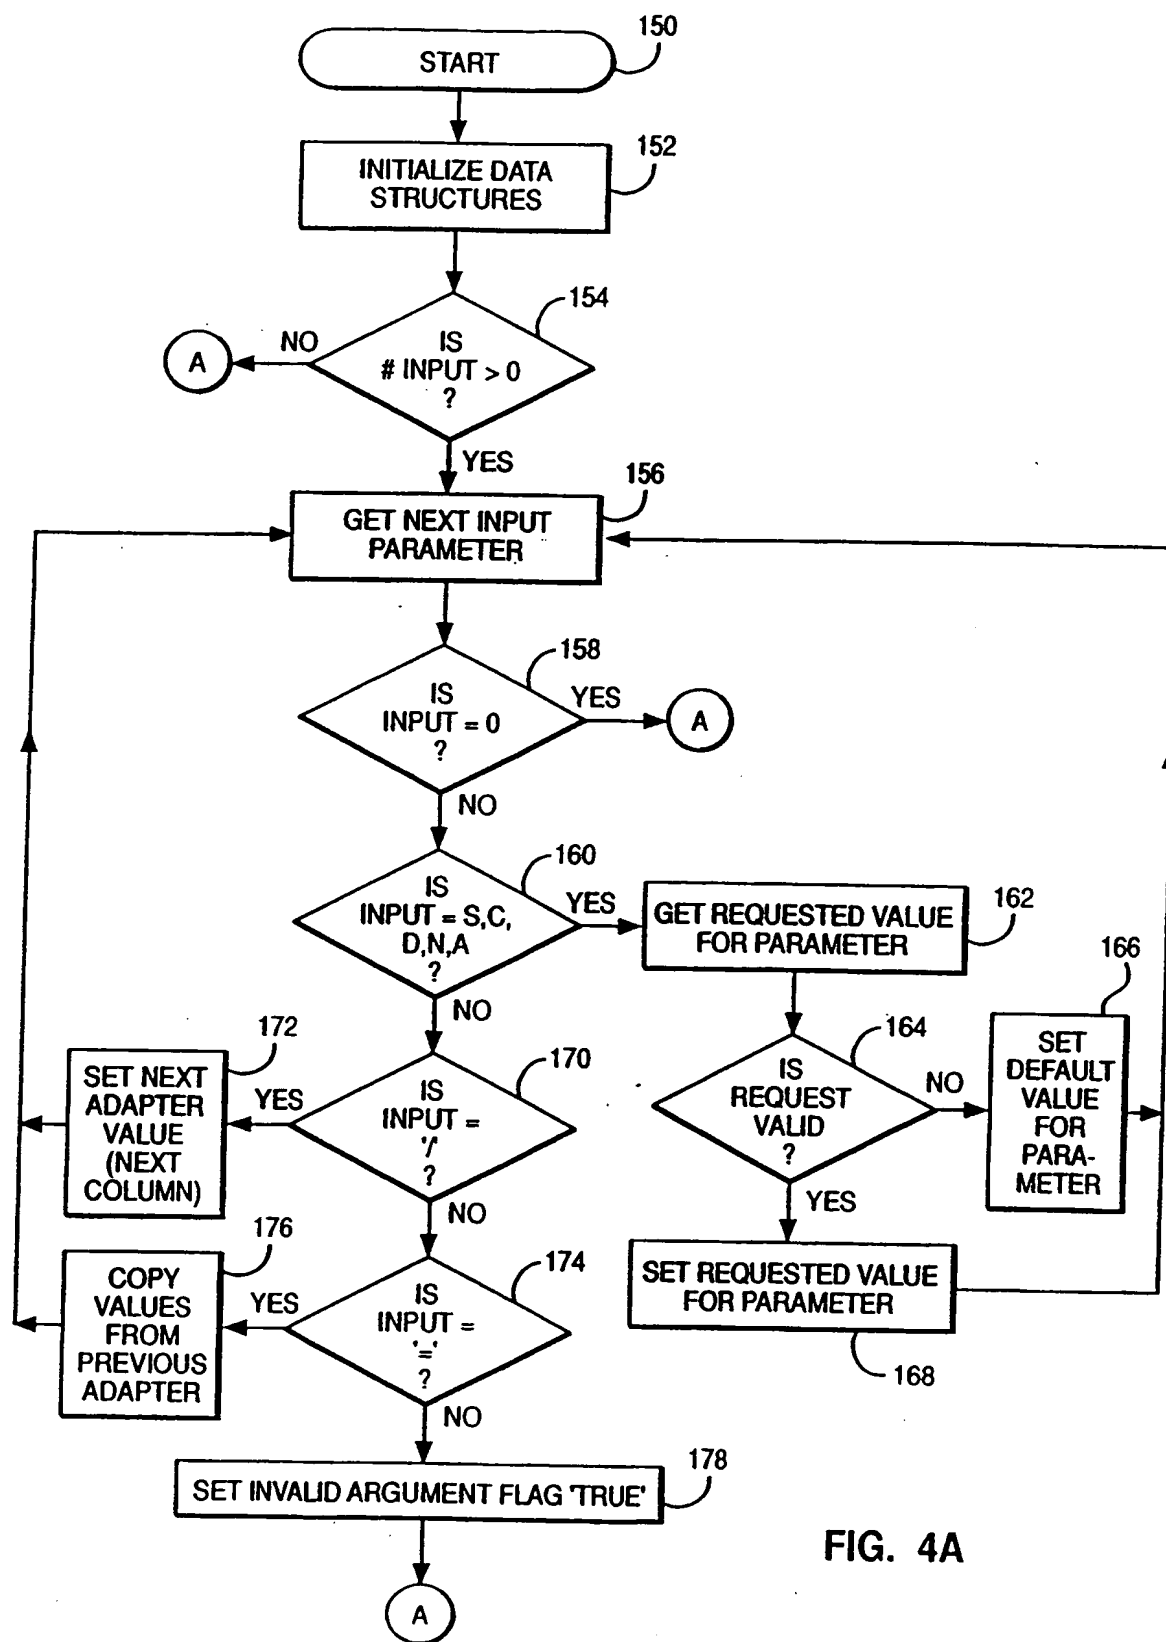 150
START
152
INITIALIZE DATA
STRUCTURES
154
IS
# INPUT > 0
?
NO
A
YES
156
GET NEXT INPUT
PARAMETER
158
IS
INPUT = 0
?
YES
A
NO
160
IS
INPUT = S,C,
D,N,A
?
YES
GET REQUESTED VALUE
FOR PARAMETER
162
NO
164
IS
REQUEST
VALID
?
NO
166
SET
DEFAULT
VALUE
FOR
PARA-
METER
YES
SET REQUESTED VALUE
FOR PARAMETER
168
170
IS
INPUT =
'/'
?
YES
172
SET NEXT
ADAPTER
VALUE
(NEXT
COLUMN)
NO
174
IS
INPUT =
'='
?
YES
176
COPY
VALUES
FROM
PREVIOUS
ADAPTER
NO
178
SET INVALID ARGUMENT FLAG 'TRUE'
A
FIG. 4A